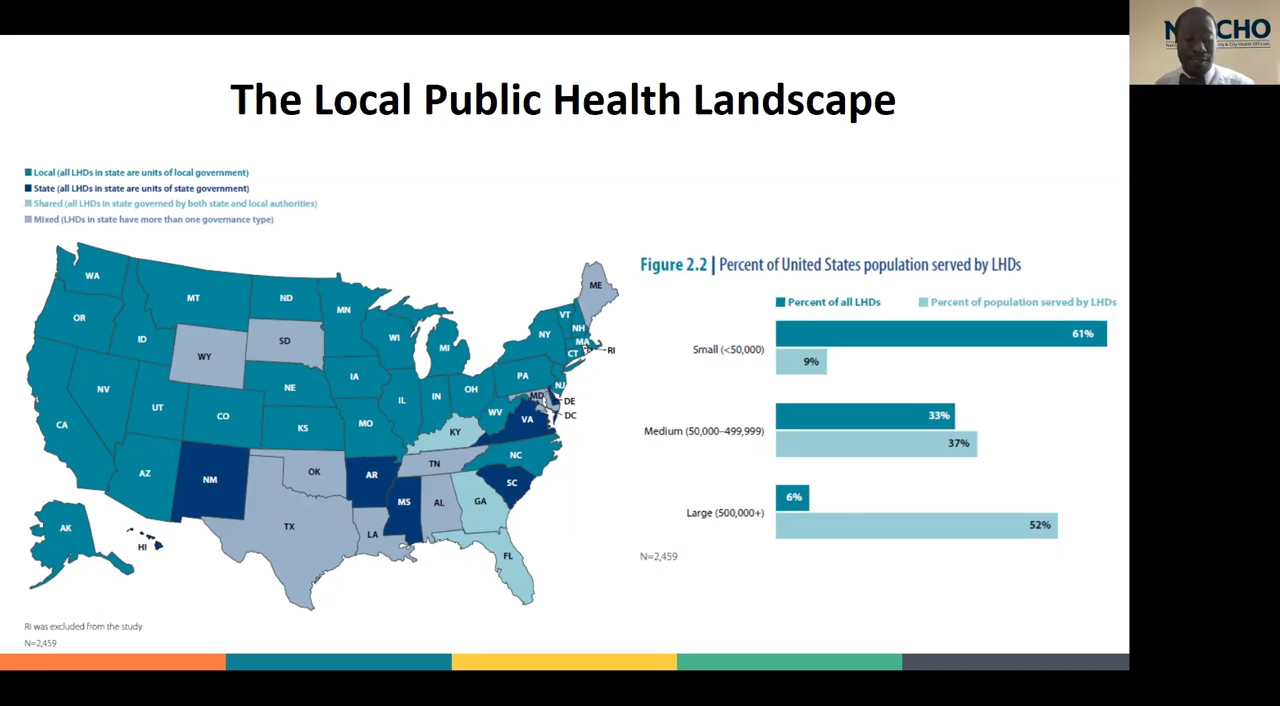 CHO
The Local Public Health Landscape
Local (all LHDs in state are units of local government)
State (all LHDs in state are units of state government)
Shared (all LHDs in state governed by both state and local authorities)
Mixed (LHDs in state have more than one governance type)
WA
MT
ND
MN
ME
VT
NH
OR
ID
WY
SD
WI
MI
NY
MA
RI
CT
NV
UT
CO
NE
IA
IL
IN
OH
PA
NJ
MD
DE
DC
CA
KS
MO
KY
WV
VA
AZ
NM
OK
AR
TN
NC
SC
TX
LA
MS
AL
GA
FL
AK
HI
RI was excluded from the study
N=2,459
Figure 2.2 | Percent of United States population served by LHDs
Percent of all LHDs
Percent of population served by LHDs
Small (<50,000)
61%
9%
Medium (50,000–499,999)
33%
37%
Large (500,000+)
6%
52%
N=2,459